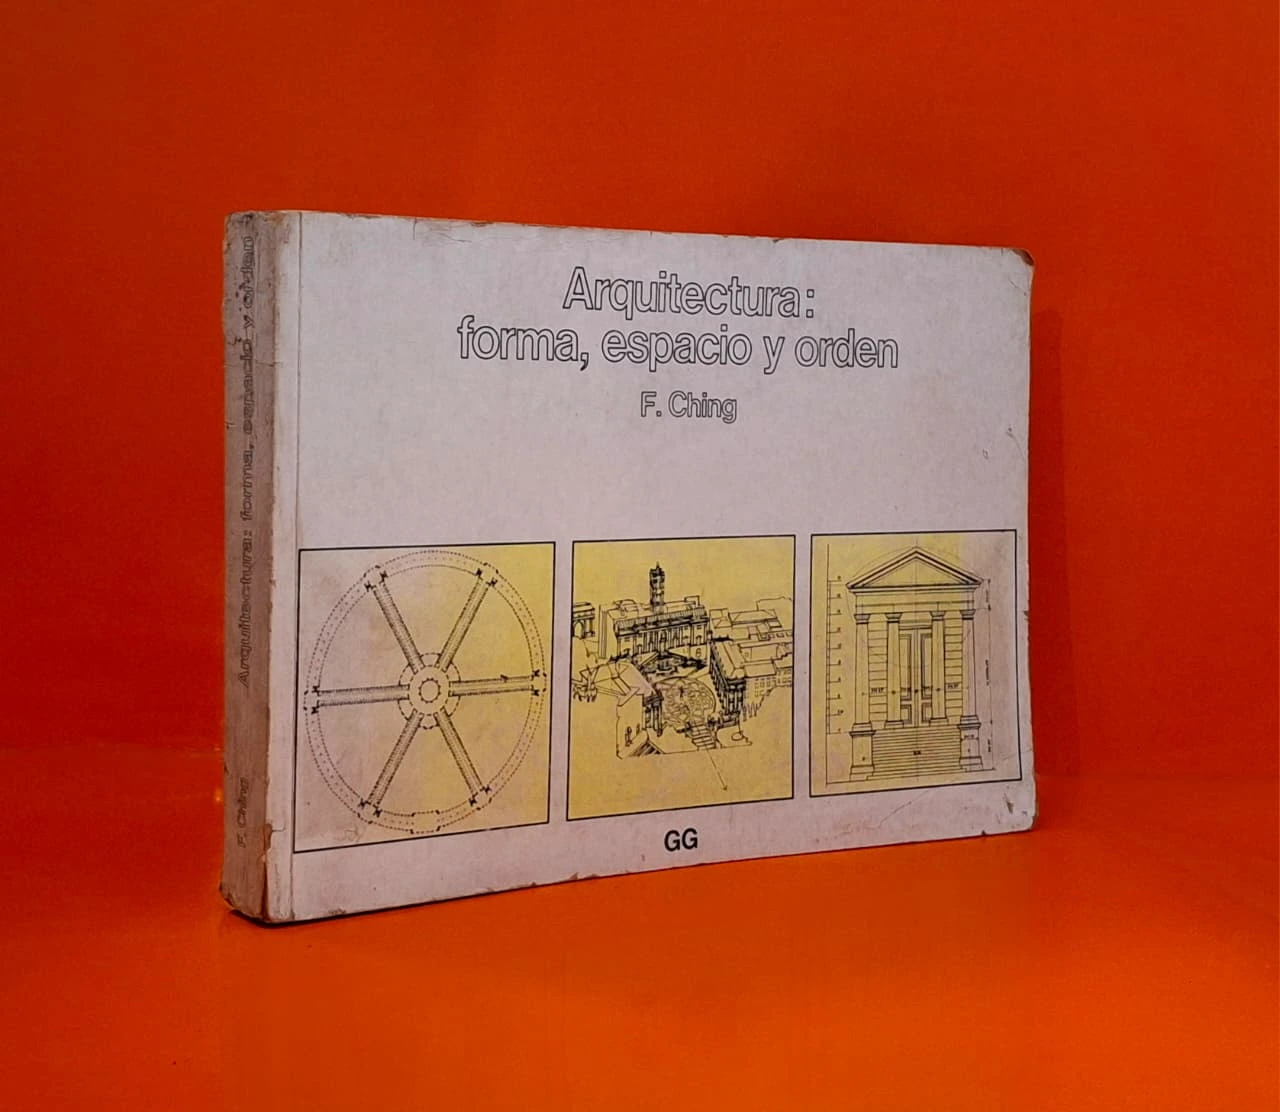 Arquitectura:
forma, espacio y orden
F. Ching
GG
Arquitectura: forma, espacio y orden
F. Ching